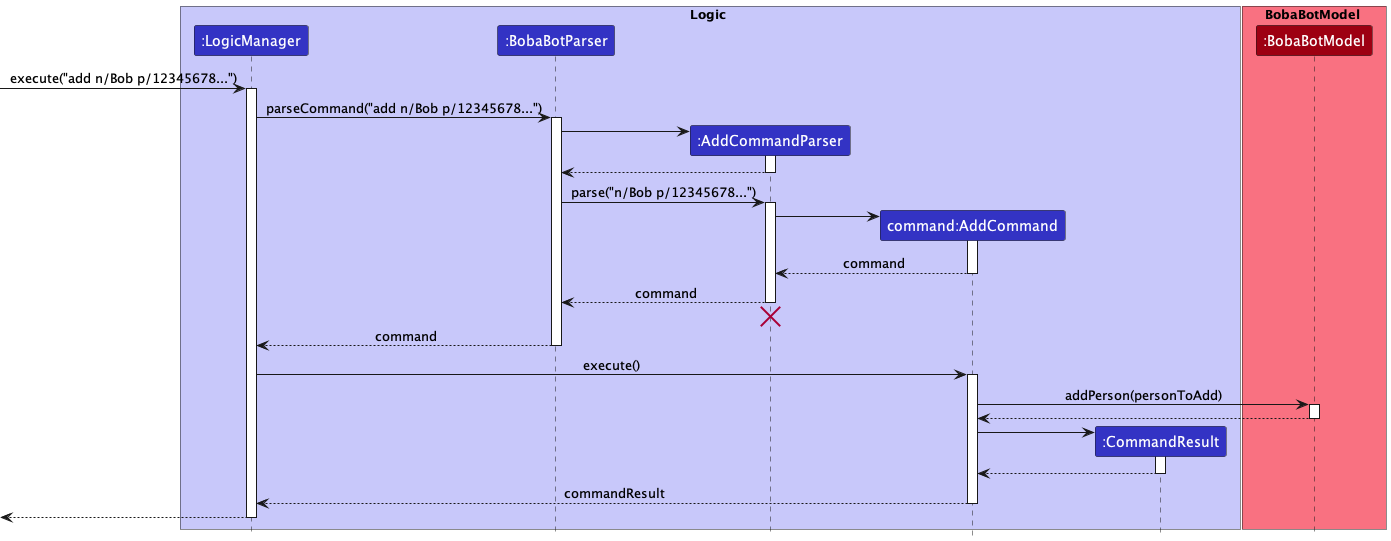 Logic
BobaBotModel
:LogicManager
:BobaBotParser
:BobaBotModel
execute("add n/Bob p/12345678...")
parseCommand("add n/Bob p/12345678...")
:AddCommandParser
parse("n/Bob p/12345678...")
command:AddCommand
command
command
command
execute()
addPerson(personToAdd)
:CommandResult
commandResult